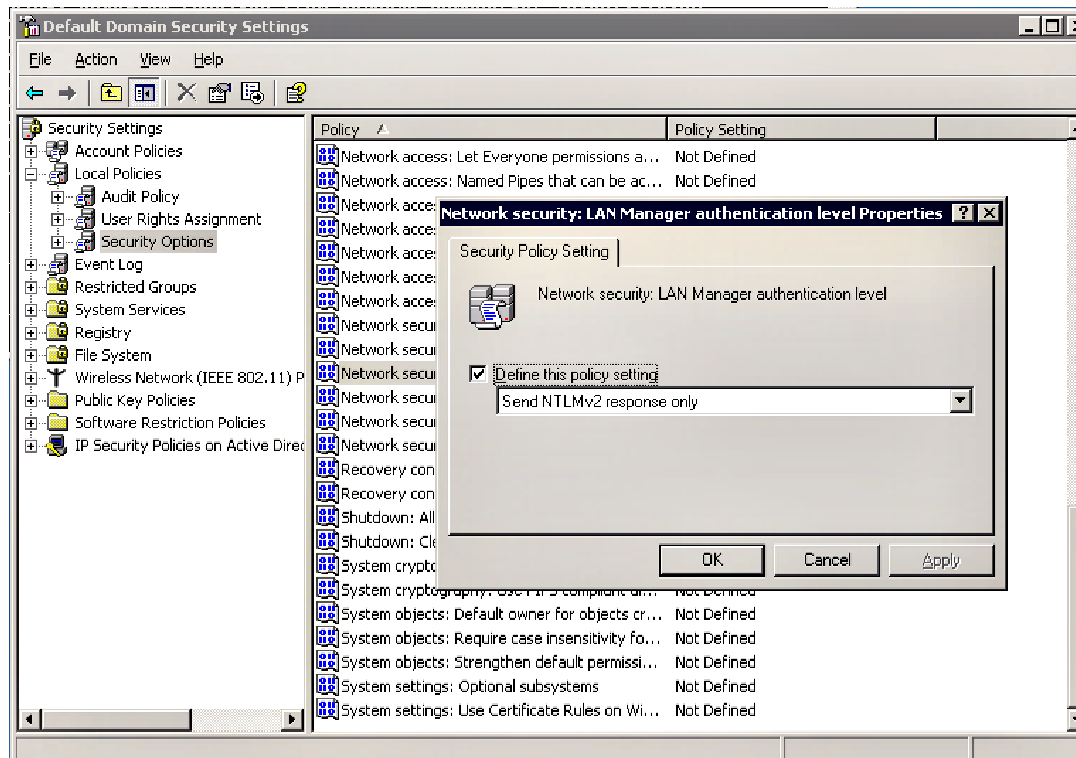 Default Domain Security Settings
File Action View Help
Security Settings
Account Policies
Local Policies
Audit Policy
User Rights Assignment
Security Options
Event Log
Restricted Groups
System Services
Registry
File System
Wireless Network (IEEE 802.11) P
Public Key Policies
Software Restriction Policies
IP Security Policies on Active Direc
Policy Policy Setting
Network access: Let Everyone permissions a... Not Defined
Network access: Named Pipes that can be ac... Not Defined
Network acce
Network acce
Network acce
Network acce
Network acce
Network secu
Network secu
Network secu
Network secu
Network secu
Network secu
Recovery con
Recovery con
Shutdown: All
Shutdown: Cle
System crypto
System cryptography: Use FIPS compliant al... Not Defined
System objects: Default owner for objects cr... Not Defined
System objects: Require case insensitivity fo... Not Defined
System objects: Strengthen default permissi... Not Defined
System settings: Optional subsystems Not Defined
System settings: Use Certificate Rules on Wi... Not Defined
Network security: LAN Manager authentication level Properties
Security Policy Setting
Network security: LAN Manager authentication level
Define this policy setting
Send NTLMv2 response only
OK Cancel Apply